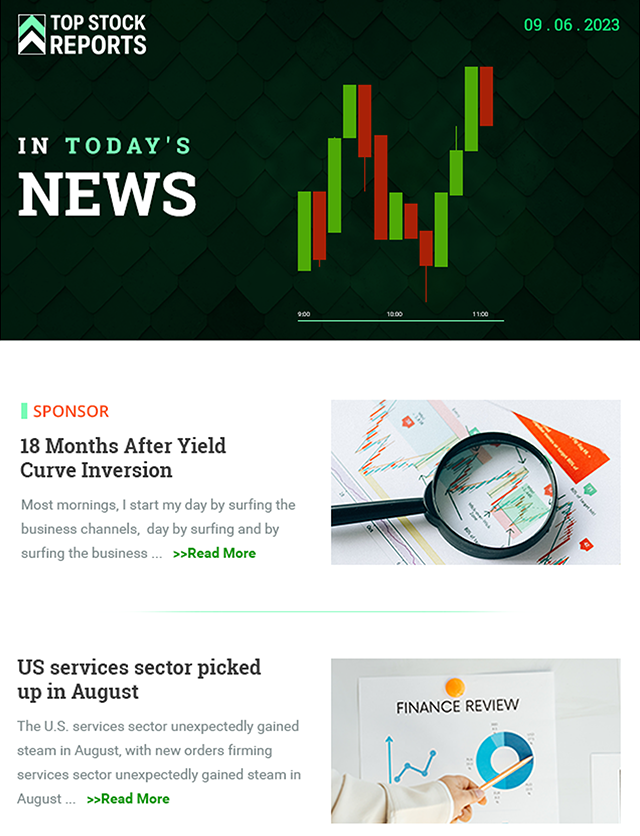 TOP STOCK
REPORTS
09 . 06 . 2023
IN TODAY'S
NEWS
9:00 10:00 11:00
SPONSOR
18 Months After Yield
Curve Inversion
Most mornings, I start my day by surfing the
business channels, day by surfing and by
surfing the business ... >>Read More
US services sector picked
up in August
The U.S. services sector unexpectedly gained
steam in August, with new orders firming
services sector unexpectedly gained steam in
August ... >>Read More
FINANCE REVIEW